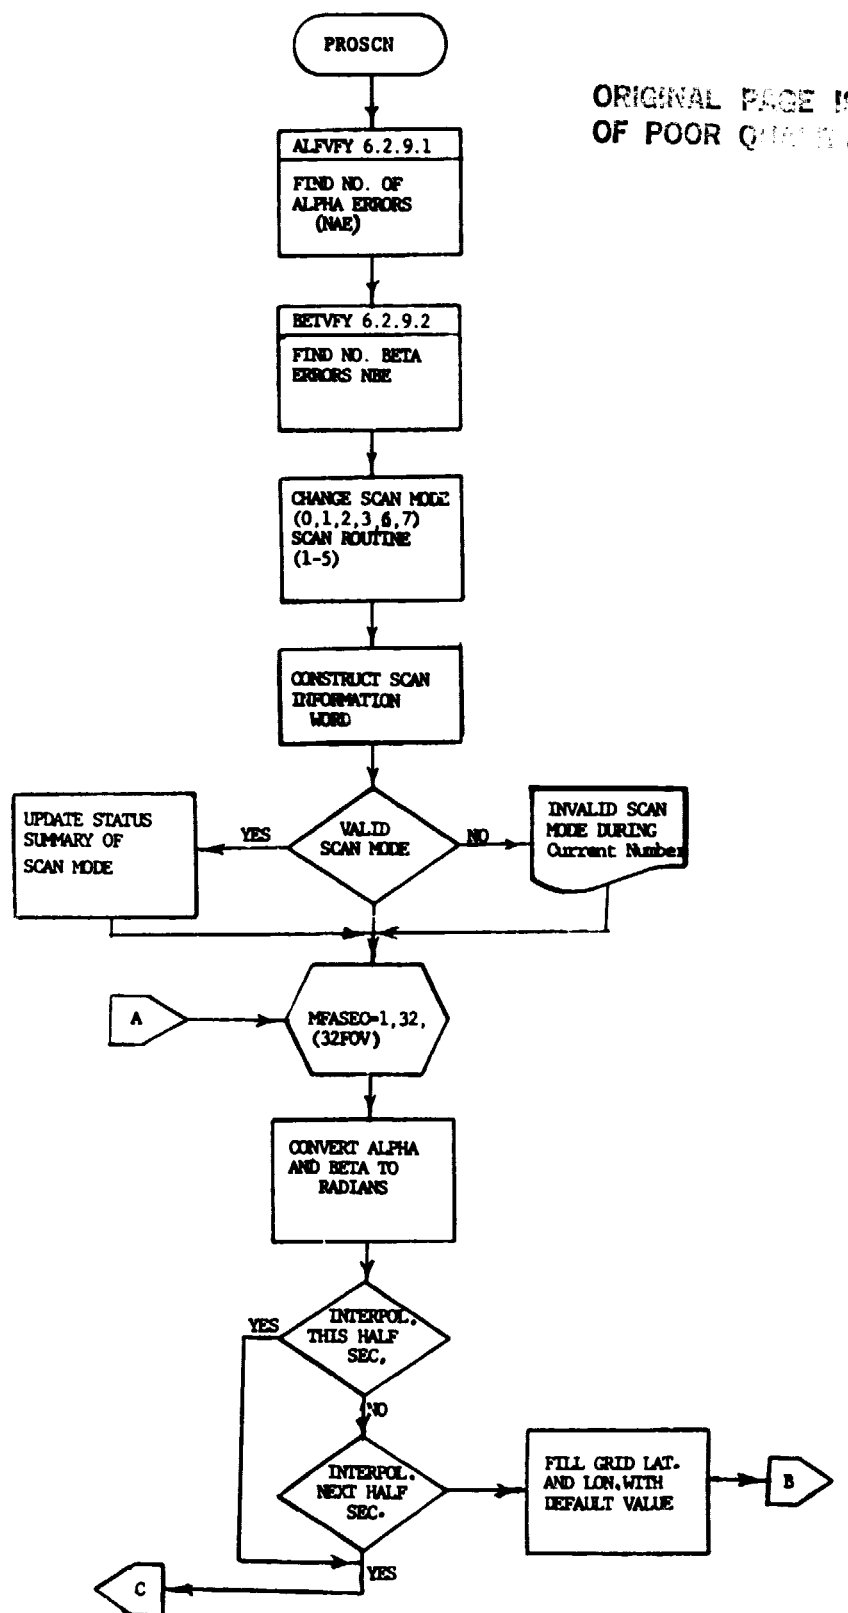 PROSCN
ORIGINAL PAGE IS
OF POOR
ALFVFY 6.2.9.1
FIND NO. OF
ALPHA ERRORS
(NAE)
BETVFY 6.2.9.2
FIND NO. BETA
ERRORS NBE
CHANGE SCAN MODE
(0,1,2,3,6,7)
SCAN ROUTINE
(1-5)
CONSTRUCT SCAN
INFORMATION
WORD
UPDATE STATUS
SUMMARY OF
SCAN MODE
YES
VALID
SCAN MODE
NO
INVALID SCAN
MODE DURING
Current Number
A
MFASEO=1,32,
(32FOV)
CONVERT ALPHA
AND BETA TO
RADIANS
YES
INTERPOL.
THIS HALF
SEC.
NO
INTERPOL.
NEXT HALF
SEC.
FILL GRID LAT.
AND LON.WITH
DEFAULT VALUE
B
YES
C